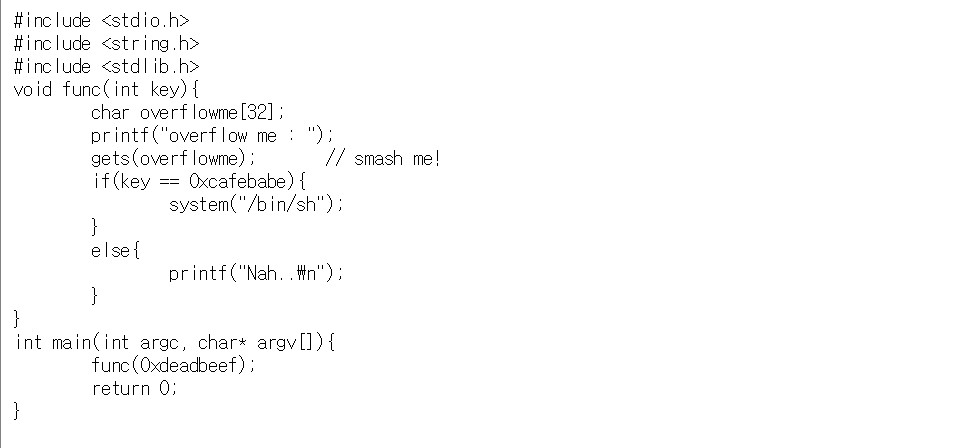 #include <stdio.h>
#include <string.h>
#include <stdlib.h>
void func(int key){
        char overflowme[32];
        printf("overflow me : ");
        gets(overflowme);       // smash me!
        if(key == 0xcafebabe){
                system("/bin/sh");
        }
        else{
                printf("Nah..₩n");
        }
}
int main(int argc, char* argv[]){
        func(0xdeadbeef);
        return 0;
}